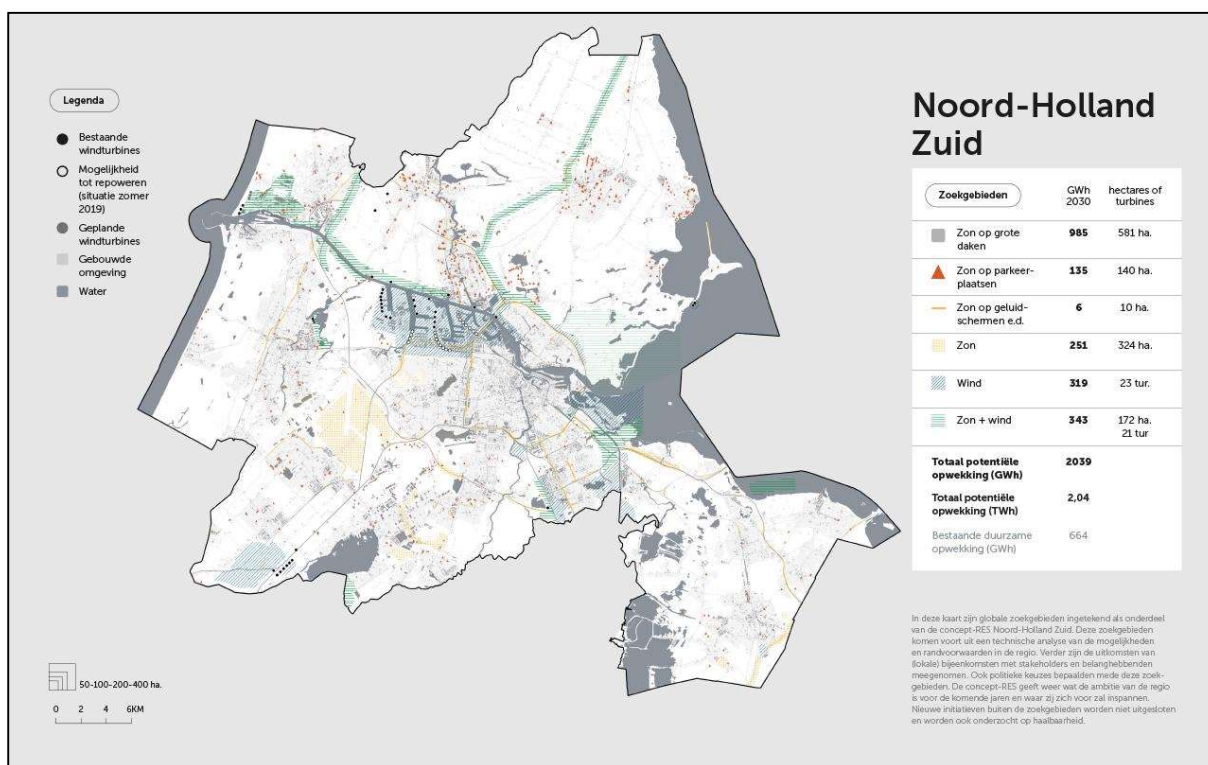 Legenda
Bestaande
windturbines
Mogelijkheid
tot repoweren
(situatie zomer
2019)
Geplande
windturbines
Gebouwde
omgeving
Water
50-100-200-400 ha.
0 2 4 6KM
Noord-Holland
Zuid
Zoekgebieden GWh 2030 hectares of turbines
Zon op grote
daken 985 581 ha.
Zon op parkeer-
plaatsen 135 140 ha.
Zon op geluid-
schermen e.d. 6 10 ha.
Zon 251 324 ha.
Wind 319 23 tur.
Zon + wind 343 172 ha.
21 tur
Totaal potentiële 2039
opwekking (GWh)
Totaal potentiële 2,04
opwekking (TWh)
Bestaande duurzame 664
opwekking (GWh)
In deze kaart zijn globale zoekgebieden ingetekend als onderdeel
van de concept-RES Noord-Holland Zuid. Deze zoekgebieden
komen voort uit een technische analyse van de mogelijkheden
en randvoorwaarden in de regio. Verder zijn de uitkomsten van
(lokale) bijeenkomsten met stakeholders en belanghebbenden
meegenomen. Ook politieke keuzes bepaalden mede deze zoek-
gebieden. De concept-RES geeft weer wat de ambitie van de regio
is voor de komende jaren en waar zij zich voor zal inspannen.
Nieuwe initiatieven buiten de zoekgebieden worden niet uitgesloten
en worden ook onderzocht op haalbaarheid.